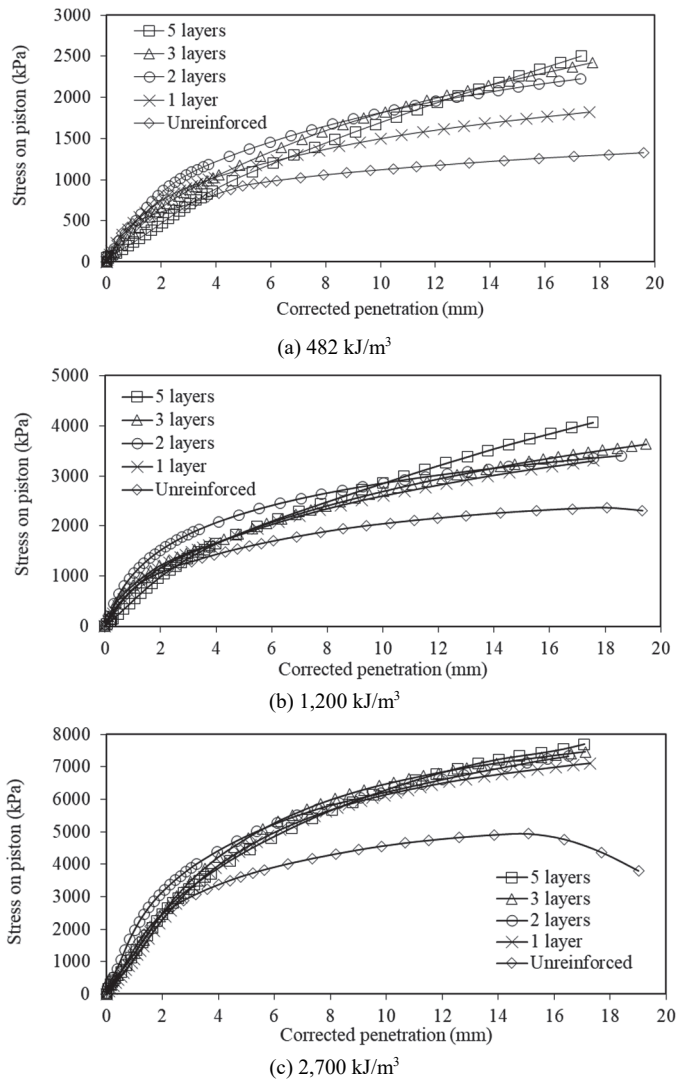 3000
2500
2000
1500
1000
500
0
Stress on piston (kPa)
5 layers
3 layers
2 layers
1 layer
Unreinforced
0 2 4 6 8 10 12 14 16 18 20
Corrected penetration (mm)
(a) 482 kJ/m³
5000
4000
3000
2000
1000
0
Stress on piston (kPa)
5 layers
3 layers
2 layers
1 layer
Unreinforced
0 2 4 6 8 10 12 14 16 18 20
Corrected penetration (mm)
(b) 1,200 kJ/m³
8000
7000
6000
5000
4000
3000
2000
1000
0
Stress on piston (kPa)
5 layers
3 layers
2 layers
1 layer
Unreinforced
0 2 4 6 8 10 12 14 16 18 20
Corrected penetration (mm)
(c) 2,700 kJ/m³